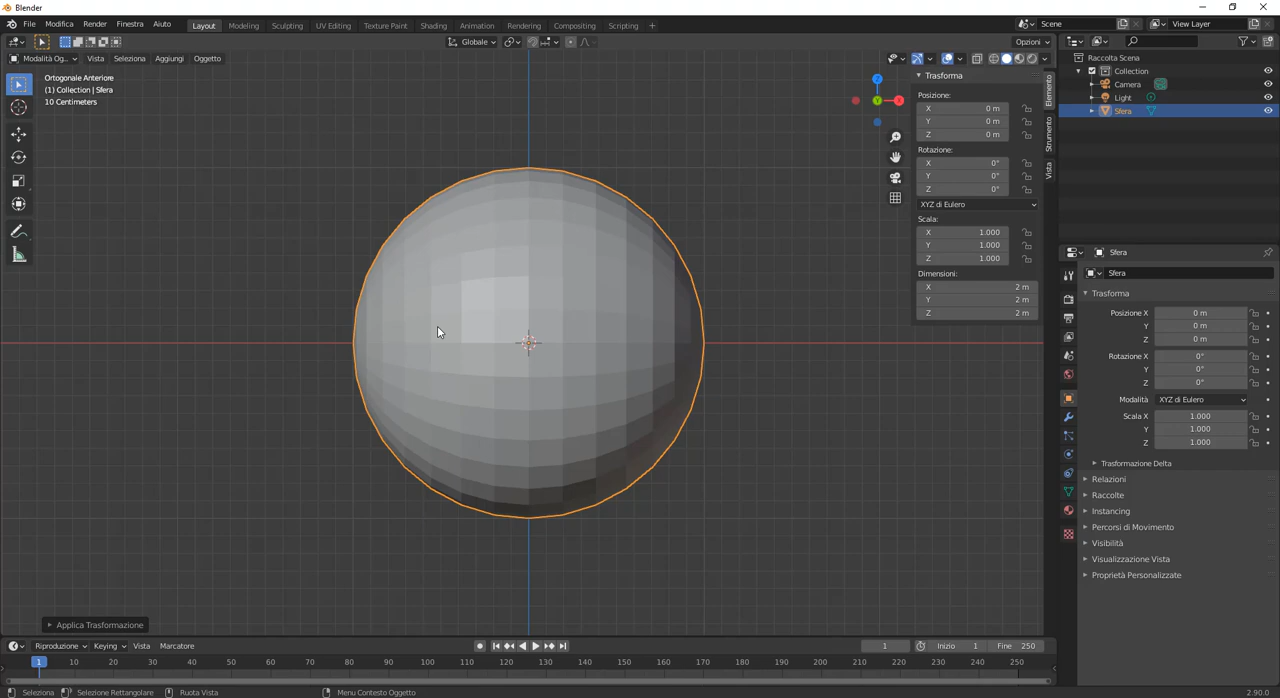 Blender
File Modifica Render Finestra Aiuto Layout Modeling Sculpting UV Editing Texture Paint Shading Animation Rendering Compositing Scripting + Scene View Layer
Globale Opzioni
Modalità Og... Vista Seleziona Aggiungi Oggetto
Ortogonale Anteriore
(1) Collection | Sfera
10 Centimeters
Z
X
Y
Trasforma
Posizione:
X 0 m
Y 0 m
Z 0 m
Rotazione:
X 0°
Y 0°
Z 0°
XYZ di Eulero
Scala:
X 1.000
Y 1.000
Z 1.000
Dimensioni:
X 2 m
Y 2 m
Z 2 m
Elemento
Strumento
Vista
Raccolta Scena
Collection
Camera
Light
Sfera
Sfera
Sfera
Trasforma
Posizione X 0 m
Y 0 m
Z 0 m
Rotazione X 0°
Y 0°
Z 0°
Modalità XYZ di Eulero
Scala X 1.000
Y 1.000
Z 1.000
Trasformazione Delta
Relazioni
Raccolte
Instancing
Percorsi di Movimento
Visibilità
Visualizzazione Vista
Proprietà Personalizzate
Applica Trasformazione
Riproduzione Keying Vista Marcatore 1 Inizio 1 Fine 250
1 10 20 30 40 50 60 70 80 90 100 110 120 130 140 150 160 170 180 190 200 210 220 230 240 250
Seleziona Selezione Rettangolare Ruota Vista Menu Contesto Oggetto 2.90.0